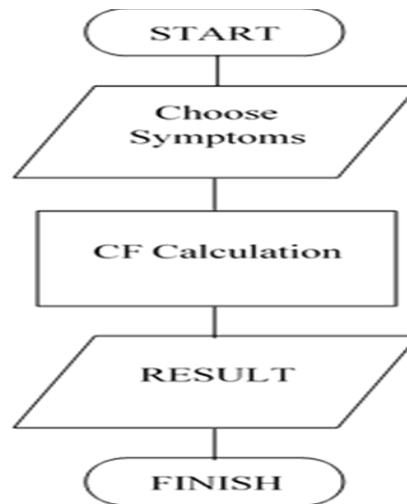 START
Choose
Symptoms
CF Calculation
RESULT
FINISH